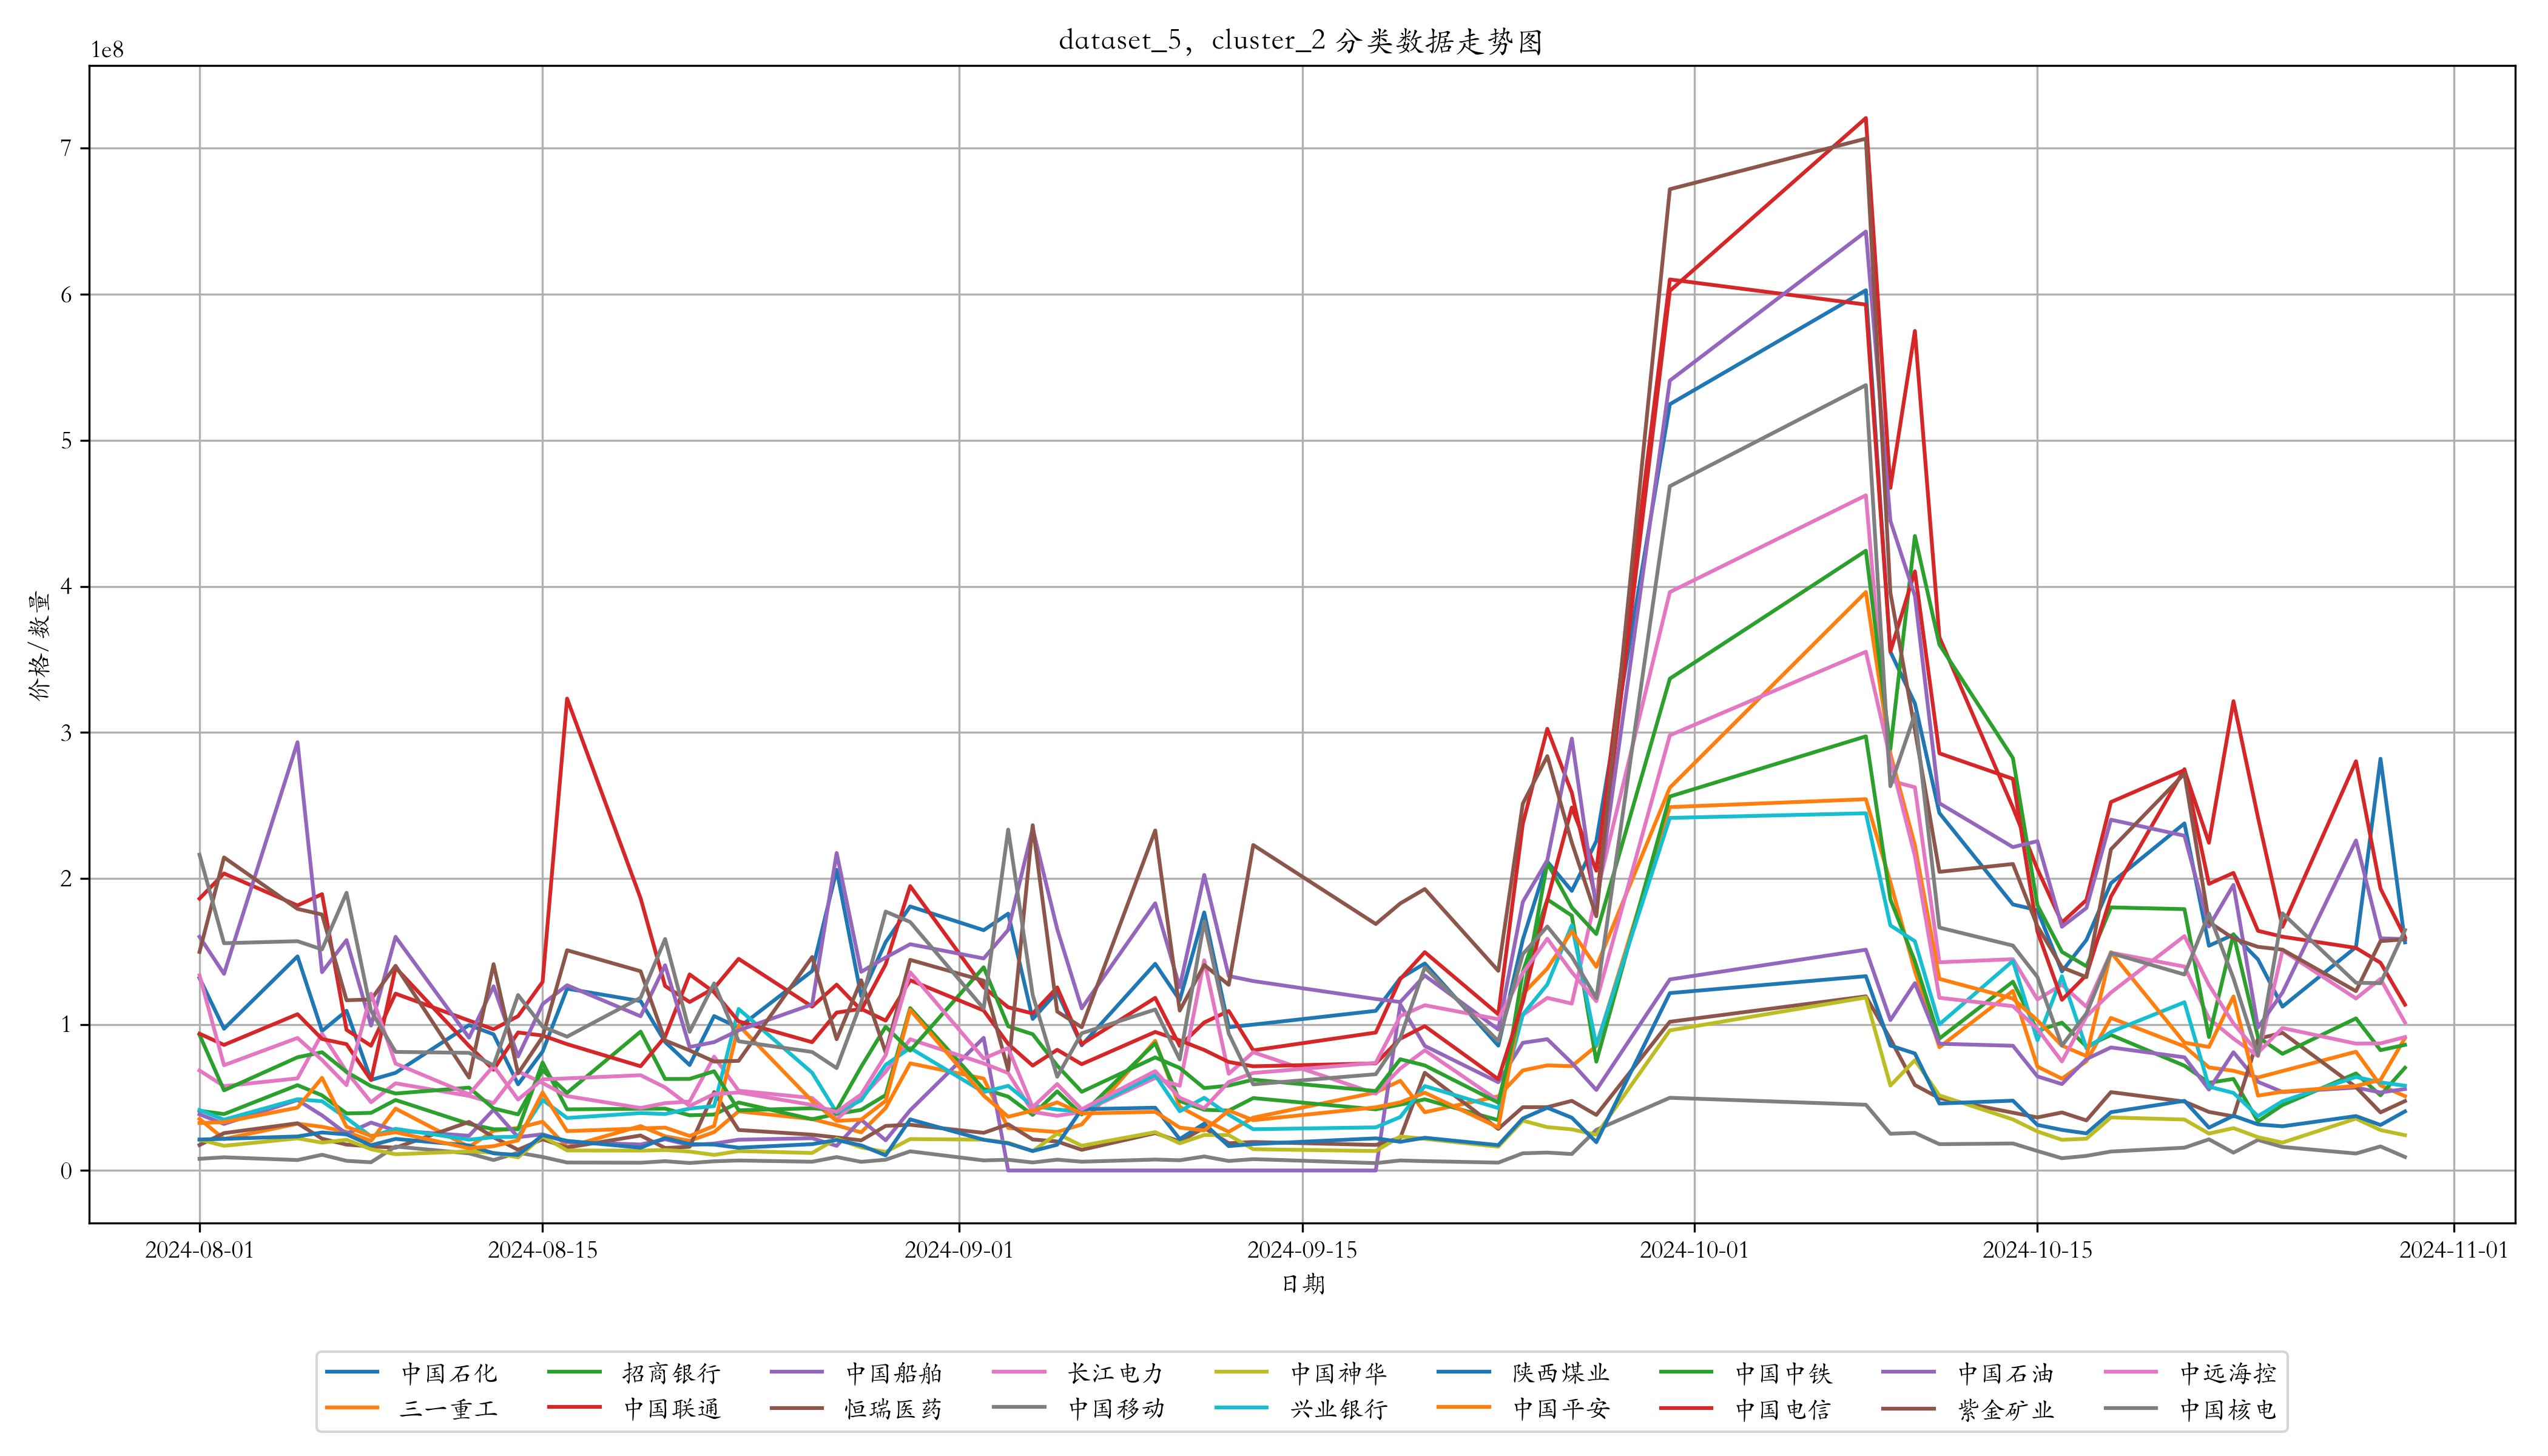 dataset_5，cluster_2 分类数据走势图
1e8
7
6
5
4
3
2
1
0
价格/数量
2024-08-01 2024-08-15 2024-09-01 2024-09-15 2024-10-01 2024-10-15 2024-11-01
日期
中国石化 招商银行 中国船舶 长江电力 中国神华 陕西煤业 中国中铁 中国石油 中远海控
三一重工 中国联通 恒瑞医药 中国移动 兴业银行 中国平安 中国电信 紫金矿业 中国核电